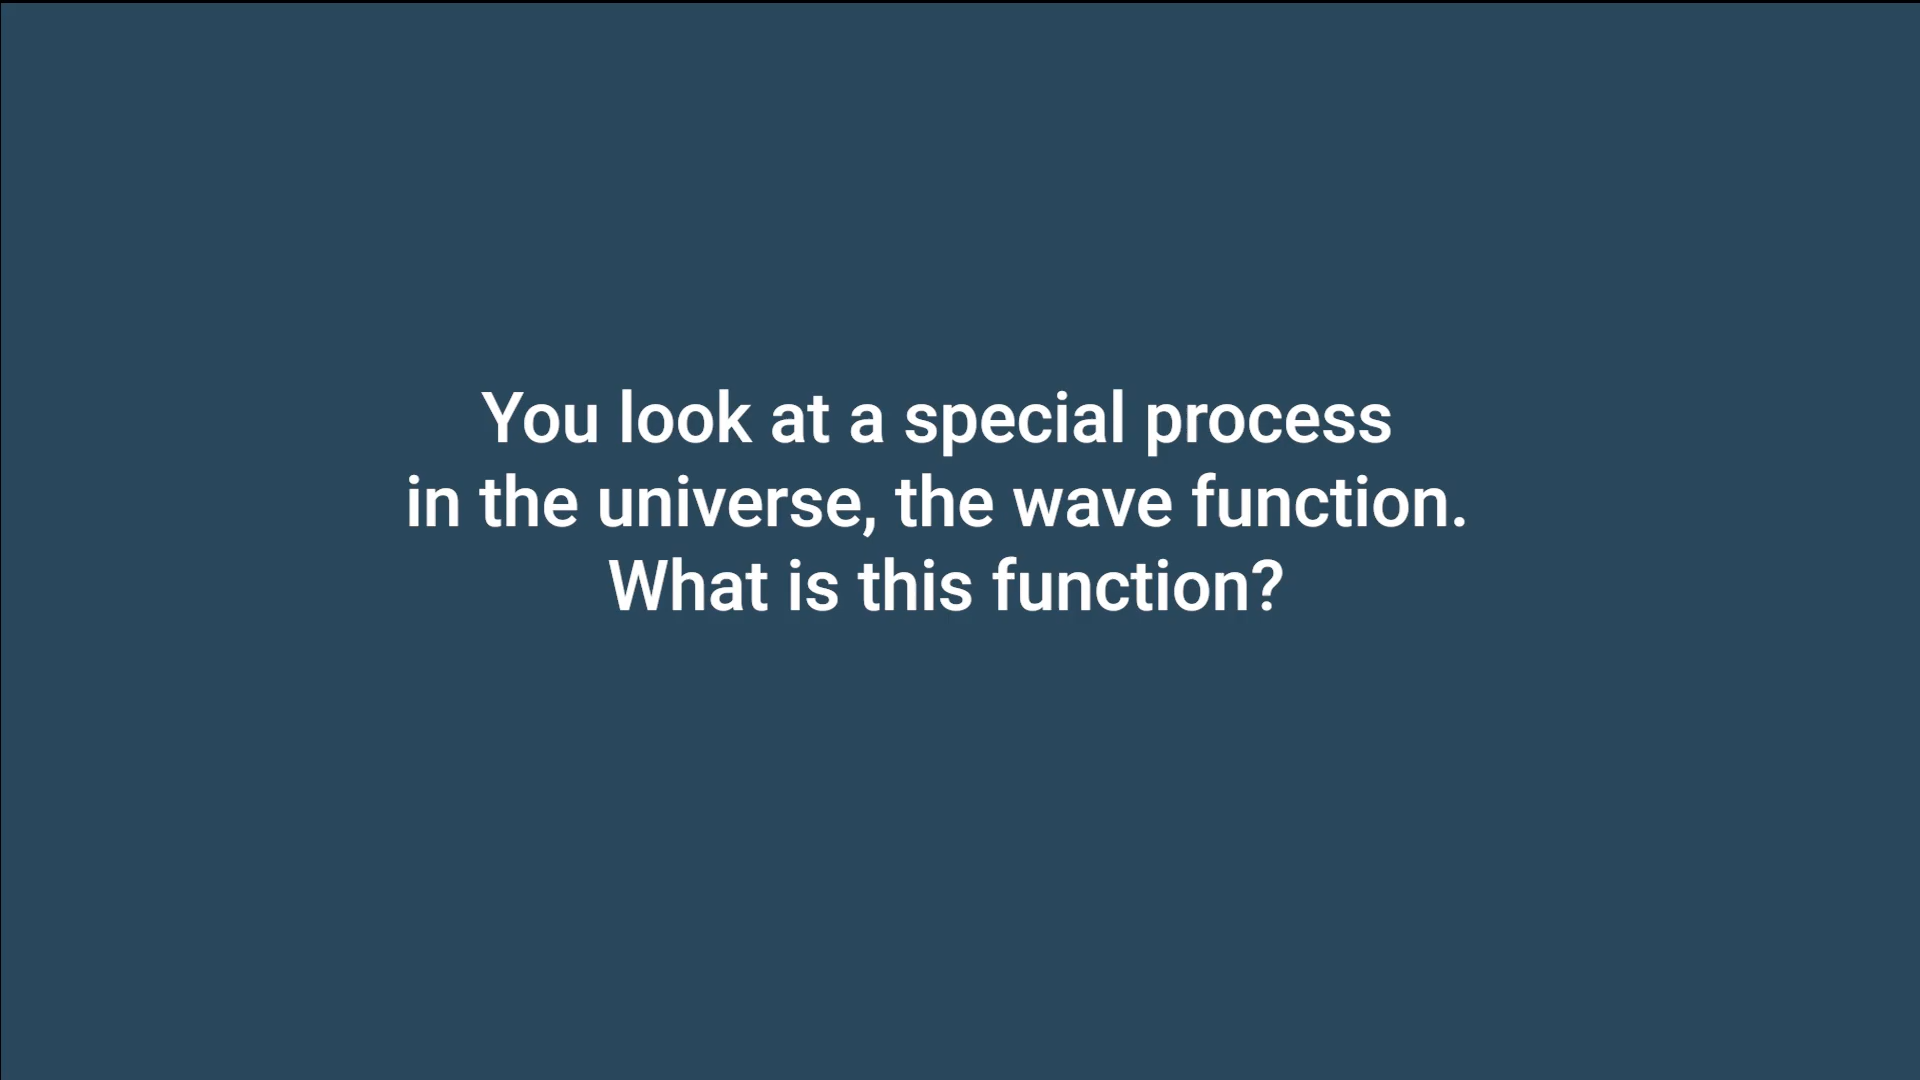 You look at a special process
in the universe, the wave function.
What is this function?